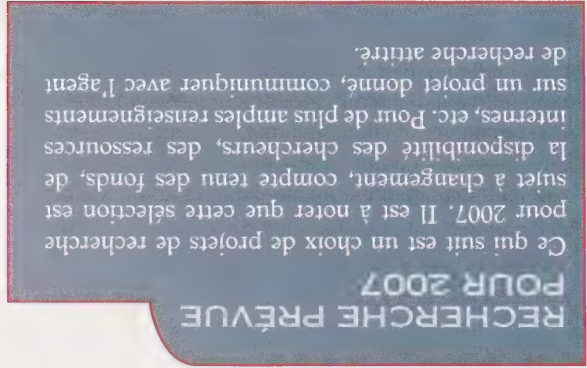 RECHERCHE PRÉVUE
POUR 2007
Ce qui suit est un choix de projets de recherche
pour 2007. Il est à noter que cette sélection est
sujet à changement, compte tenu des fonds, de
la disponibilité des chercheurs, des ressources
internes, etc. Pour de plus amples renseignements
sur un projet donné, communiquer avec l'agent
de recherche attitré.